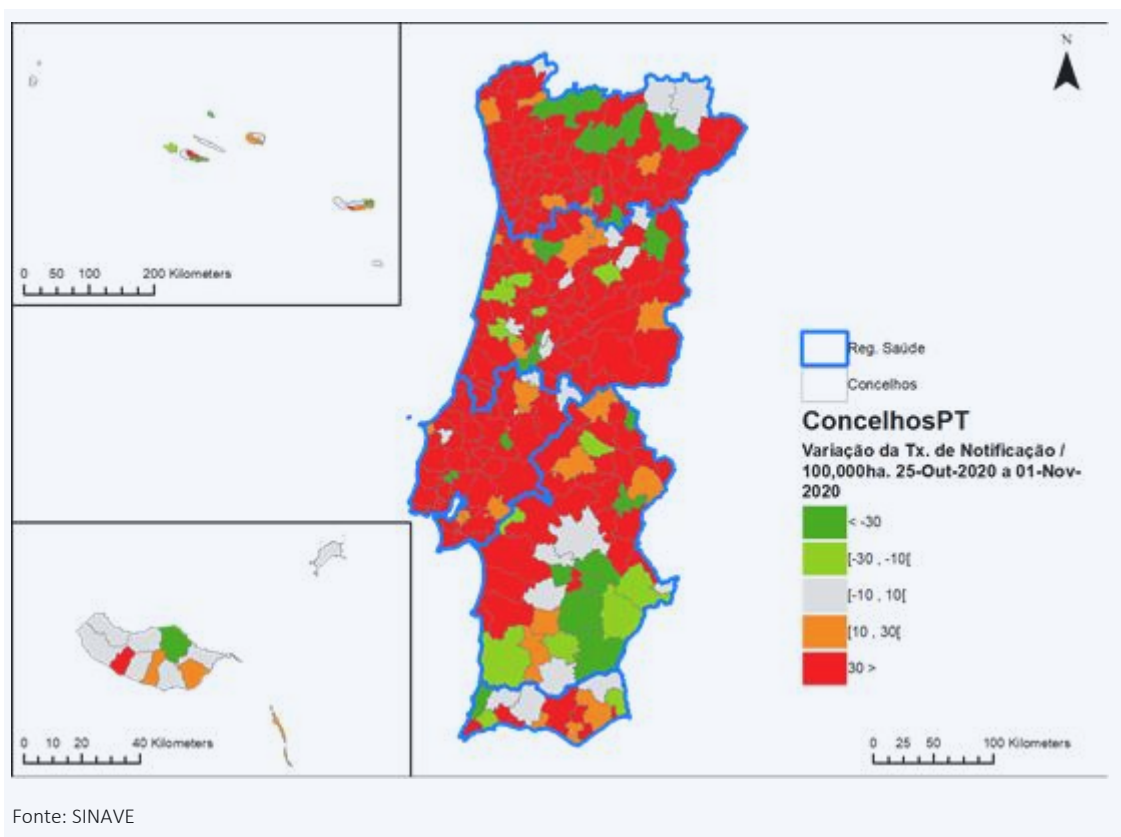 N
0 50 100 200 Kilometers
Reg. Saúde
Concelhos
ConcelhosPT
Variação da Tx. de Notificação /
100,000ha. 25-Out-2020 a 01-Nov-
2020
< -30
[-30 , -10[
[-10 , 10[
[10 , 30[
30 >
0 10 20 40 Kilometers
0 25 50 100 Kilometers
Fonte: SINAVE